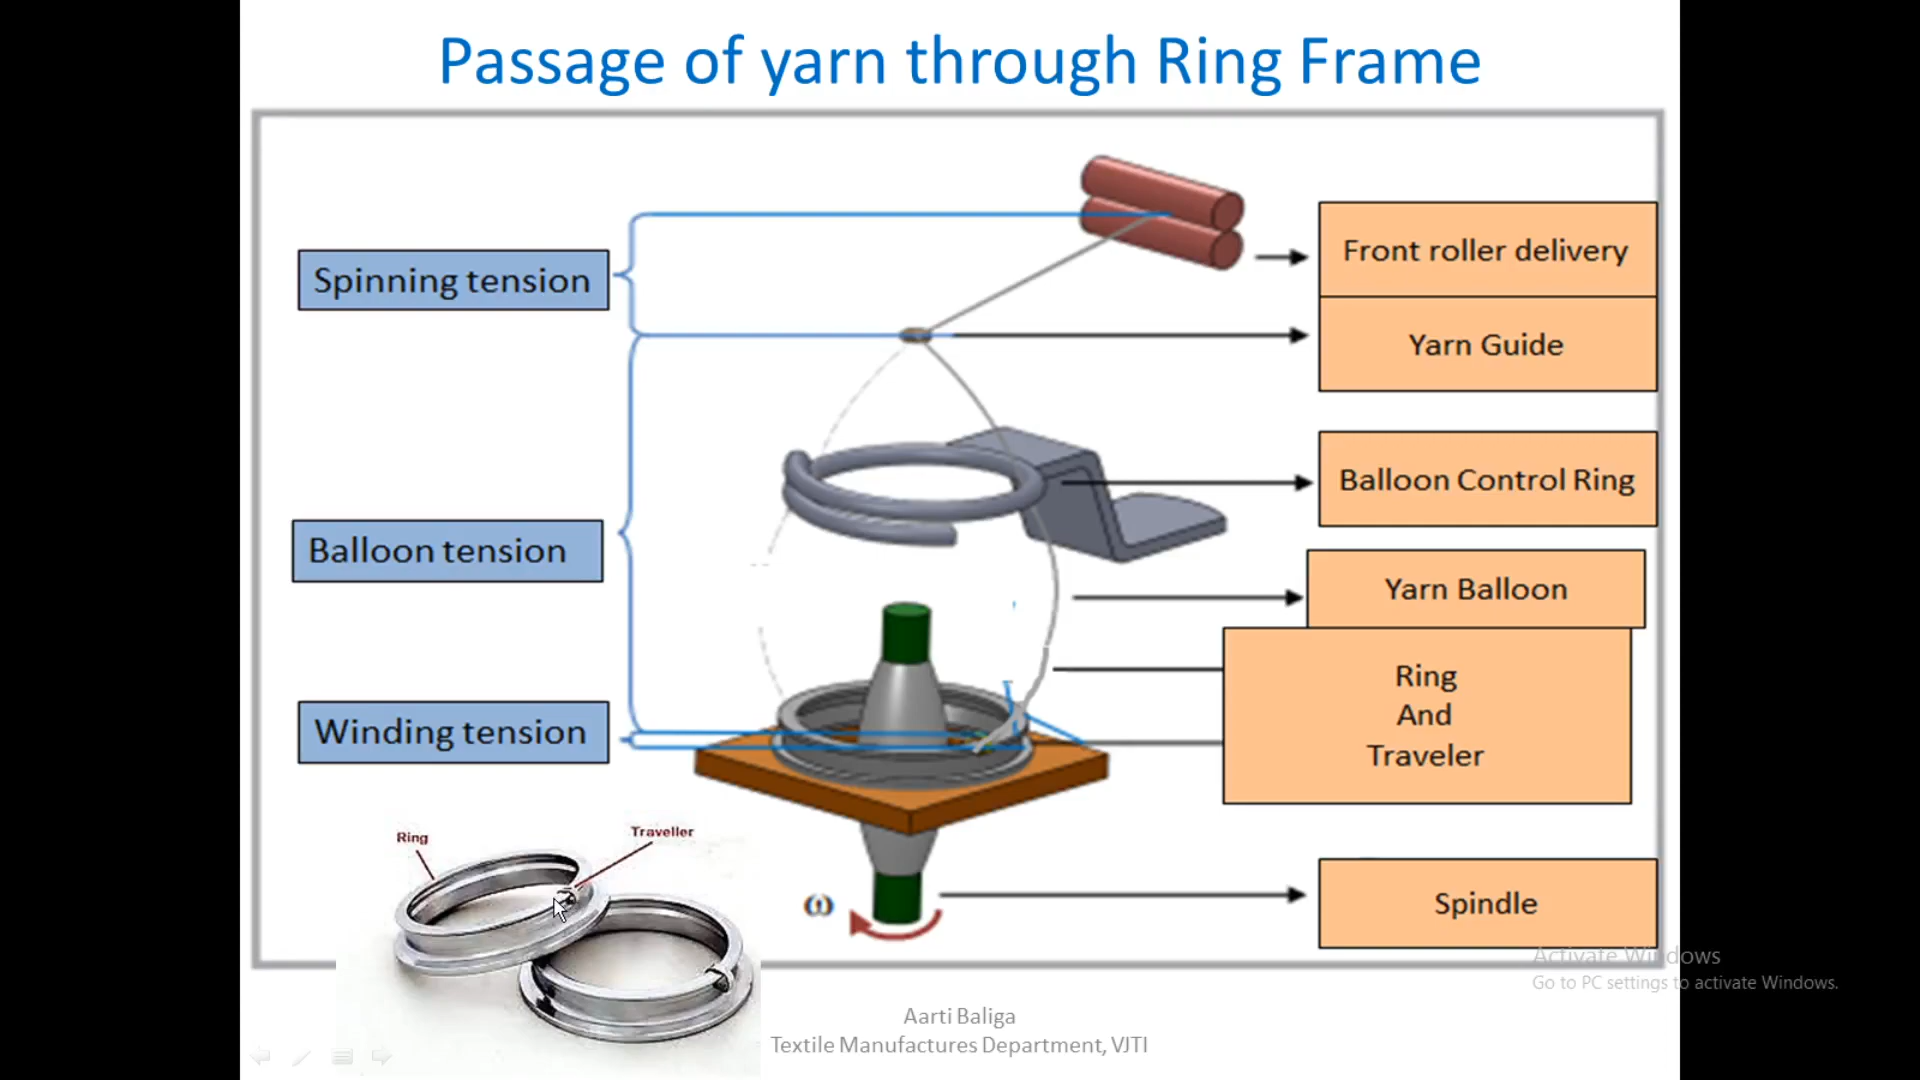 Passage of yarn through Ring Frame
Spinning tension
Balloon tension
Winding tension
Front roller delivery
Yarn Guide
Balloon Control Ring
Yarn Balloon
Ring
And
Traveler
Spindle
Ring
Traveller
ω
Activate Windows
Go to PC settings to activate Windows.
Aarti Baliga
Textile Manufactures Department, VJTI